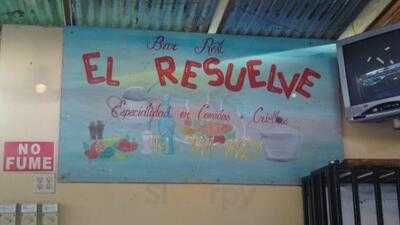 Bar Rest.
EL RESUELVE
Especialidad en Comidas Criollas
NO
FUME